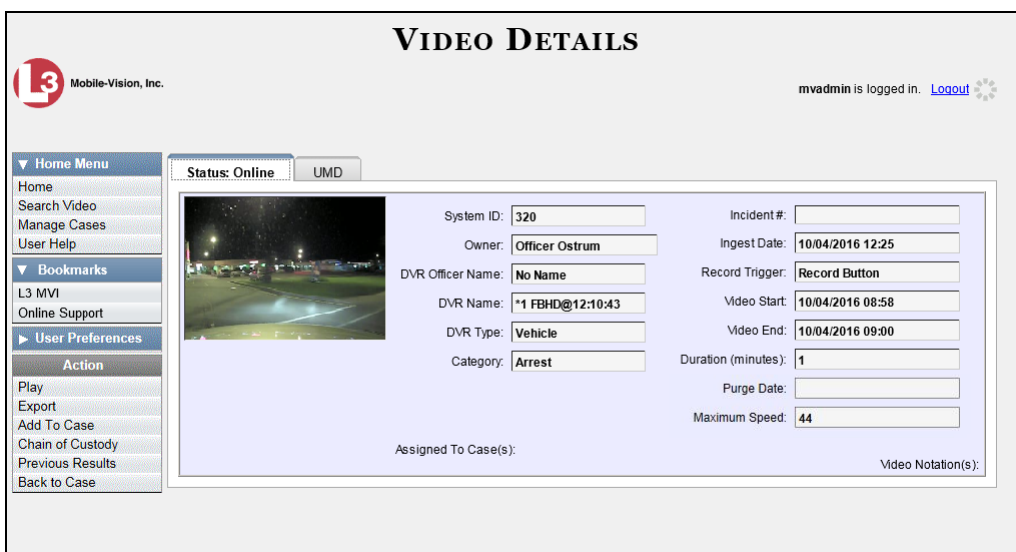 VIDEO DETAILS
L3 Mobile-Vision, Inc.
mvadmin is logged in. Logout
Home Menu
Home
Search Video
Manage Cases
User Help
Bookmarks
L3 MVI
Online Support
User Preferences
Action
Play
Export
Add To Case
Chain of Custody
Previous Results
Back to Case
Status: Online UMD
System ID: 320
Owner: Officer Ostrum
DVR Officer Name: No Name
DVR Name: *1 FBHD@12:10:43
DVR Type: Vehicle
Category: Arrest
Incident #:
Ingest Date: 10/04/2016 12:25
Record Trigger: Record Button
Video Start: 10/04/2016 08:58
Video End: 10/04/2016 09:00
Duration (minutes): 1
Purge Date:
Maximum Speed: 44
Assigned To Case(s):
Video Notation(s):